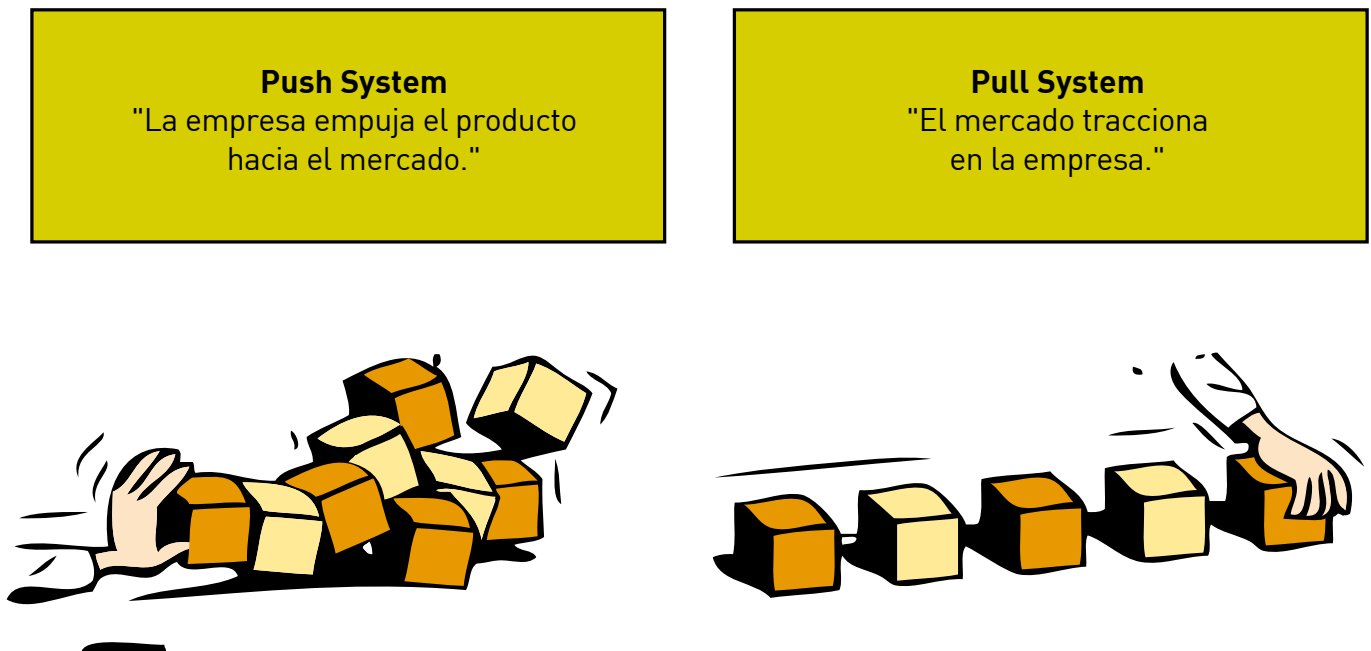 Push System
"La empresa empuja el producto
hacia el mercado."
Pull System
"El mercado tracciona
en la empresa."